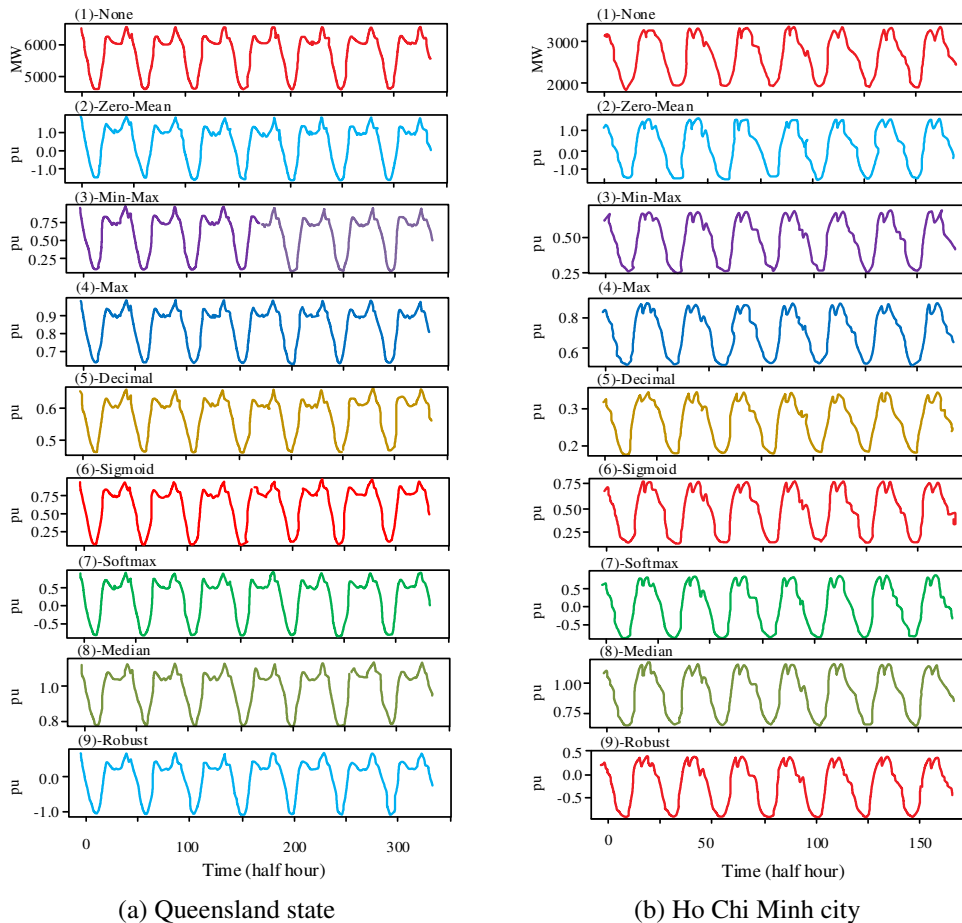 (1)-None
MW
6000
5000
(2)-Zero-Mean
pu
1.0
0.0
-1.0
(3)-Min-Max
pu
0.75
0.50
0.25
(4)-Max
pu
0.9
0.8
0.7
(5)-Decimal
pu
0.6
0.5
(6)-Sigmoid
pu
0.75
0.50
0.25
(7)-Softmax
pu
0.5
0.0
-0.5
(8)-Median
pu
1.0
0.8
(9)-Robust
pu
0.0
-1.0
0 100 200 300
Time (half hour)
(a) Queensland state
(1)-None
MW
3000
2000
(2)-Zero-Mean
pu
1.0
0.0
-1.0
(3)-Min-Max
pu
0.50
0.25
(4)-Max
pu
0.8
0.6
(5)-Decimal
pu
0.3
0.2
(6)-Sigmoid
pu
0.75
0.50
0.25
(7)-Softmax
pu
0.5
0.0
-0.5
(8)-Median
pu
1.00
0.75
(9)-Robust
pu
0.5
0.0
-0.5
0 50 100 150
Time (half hour)
(b) Ho Chi Minh city